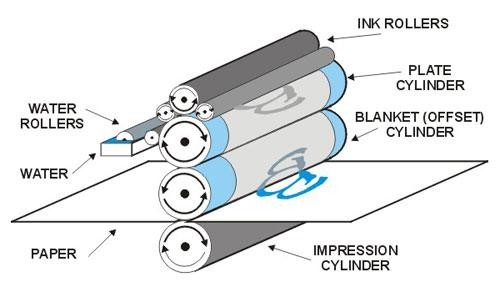 INK ROLLERS
PLATE
CYLINDER
WATER
ROLLERS
BLANKET (OFFSET)
CYLINDER
WATER
PAPER
IMPRESSION
CYLINDER